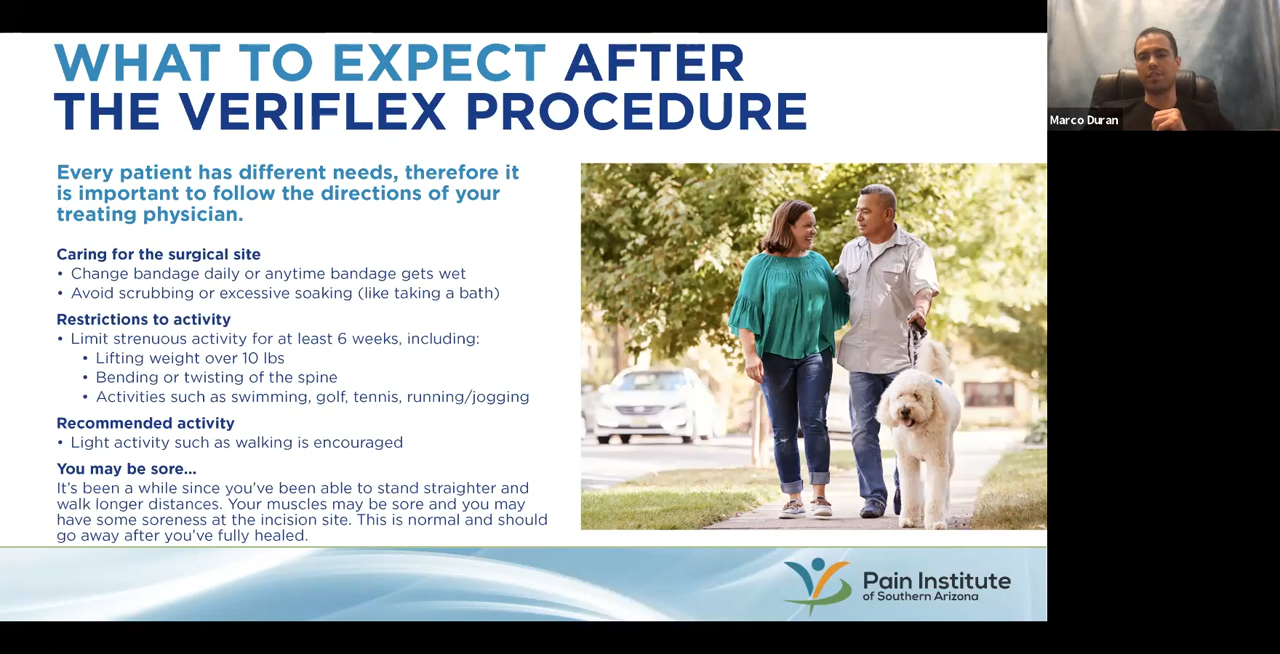 WHAT TO EXPECT AFTER
THE VERIFLEX PROCEDURE
Every patient has different needs, therefore it
is important to follow the directions of your
treating physician.
Caring for the surgical site
• Change bandage daily or anytime bandage gets wet
• Avoid scrubbing or excessive soaking (like taking a bath)
Restrictions to activity
• Limit strenuous activity for at least 6 weeks, including:
• Lifting weight over 10 lbs
• Bending or twisting of the spine
• Activities such as swimming, golf, tennis, running/jogging
Recommended activity
• Light activity such as walking is encouraged
You may be sore...
It's been a while since you've been able to stand straighter and
walk longer distances. Your muscles may be sore and you may
have some soreness at the incision site. This is normal and should
go away after you've fully healed.
Pain Institute
of Southern Arizona
Marco Duran